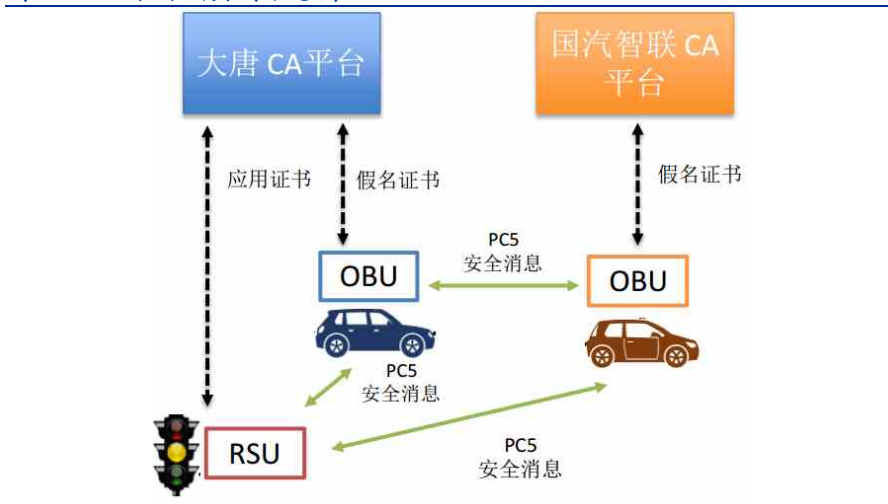 大唐 CA平台
国汽智联 CA
平台
应用证书
假名证书
假名证书
PC5
安全消息
OBU
OBU
PC5
安全消息
RSU
PC5
安全消息